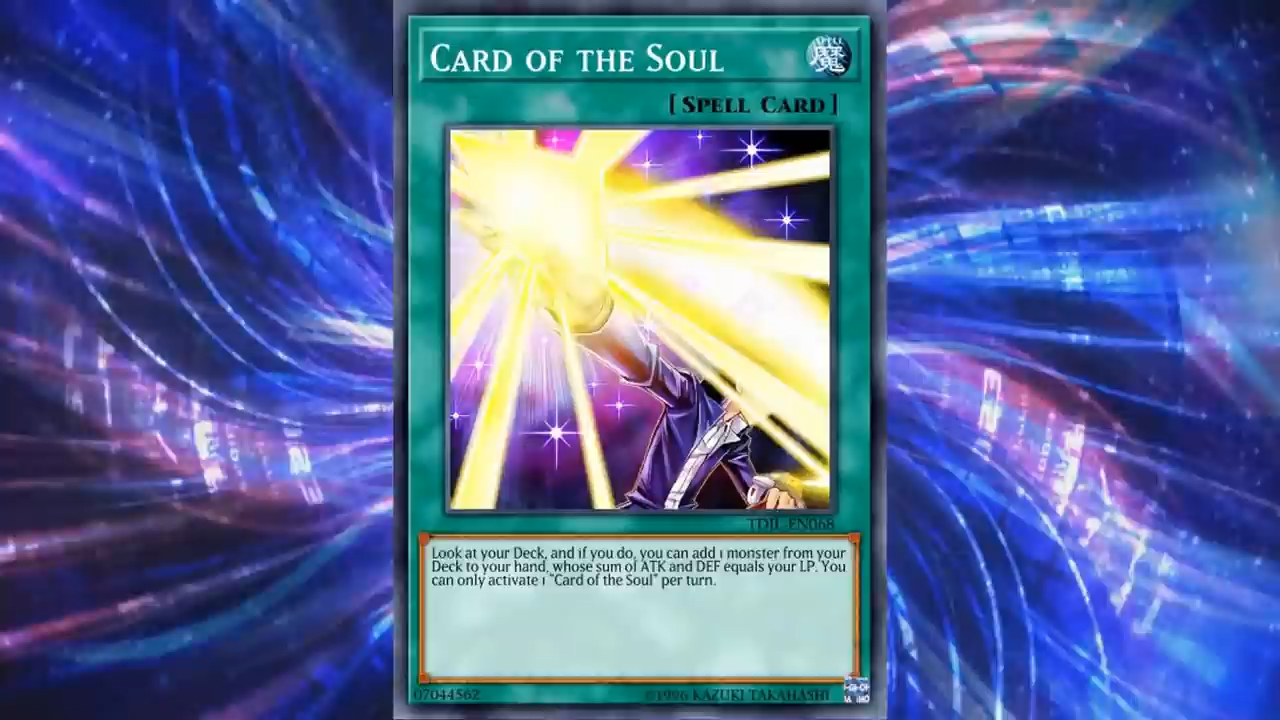 CARD OF THE SOUL
魔
[ SPELL CARD ]
TDIL-EN068
Look at your Deck, and if you do, you can add 1 monster from your
Deck to your hand, whose sum of ATK and DEF equals your LP. You
can only activate 1 "Card of the Soul" per turn.
07044562
©1996 KAZUKI TAKAHASHI